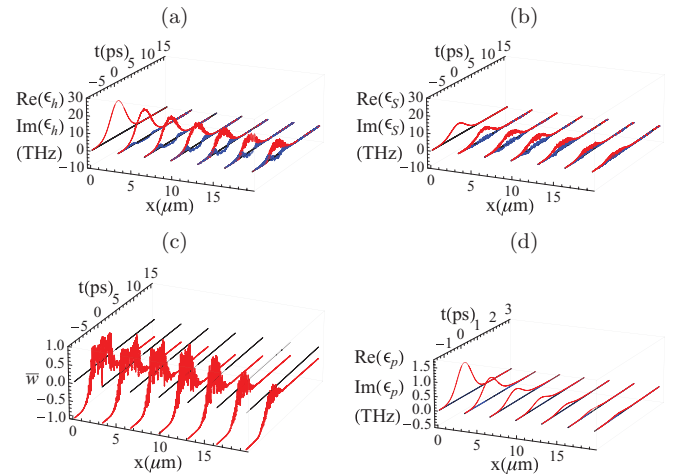 (a)
t(ps)
−5 0 5 10 15
Re(ϵh)
Im(ϵh)
(THz)
30
20
10
0
−10
0 5 10 15
x(μm)
(b)
t(ps)
−5 0 5 10 15
Re(ϵS)
Im(ϵS)
(THz)
30
20
10
0
−10
0 5 10 15
x(μm)
(c)
t(ps)
−5 0 5 10 15
w̅
1.0
0.5
0.0
−0.5
−1.0
0 5 10 15
x(μm)
(d)
t(ps)
−1 0 1 2 3
Re(ϵp)
Im(ϵp)
(THz)
1.5
1.0
0.5
0.0
−0.5
0 5 10 15
x(μm)